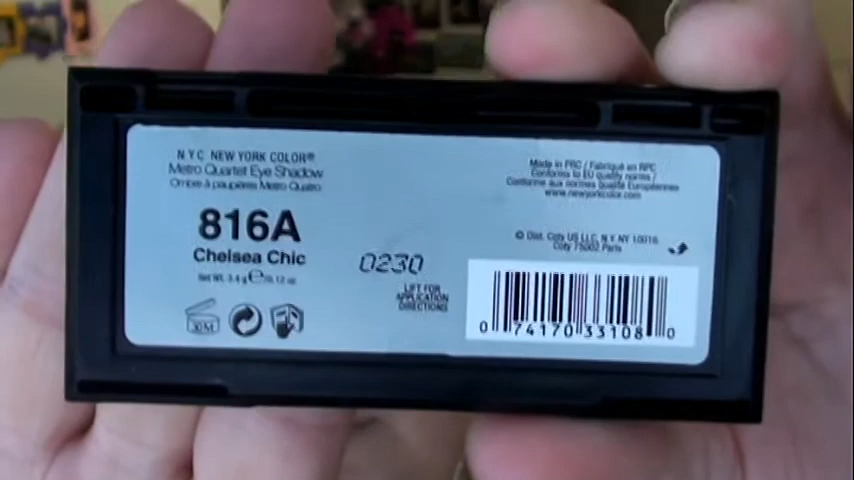 N Y C NEW YORK COLOR®
Metro Quartet Eye Shadow
Ombre à paupières Metro Quatro
816A
Chelsea Chic
Net Wt. 3.4 g ℮ 0.12 oz
0230
LIFT FOR
APPLICATION
DIRECTIONS
Made in PRC / Fabriqué en RPC
Conforms to EU quality norms /
Conforme aux normes qualité Européennes
www.newyorkcolor.com
© Dist. Coty US LLC, N.Y. NY 10016
Coty 75002 Paris
0 74170 33108 0